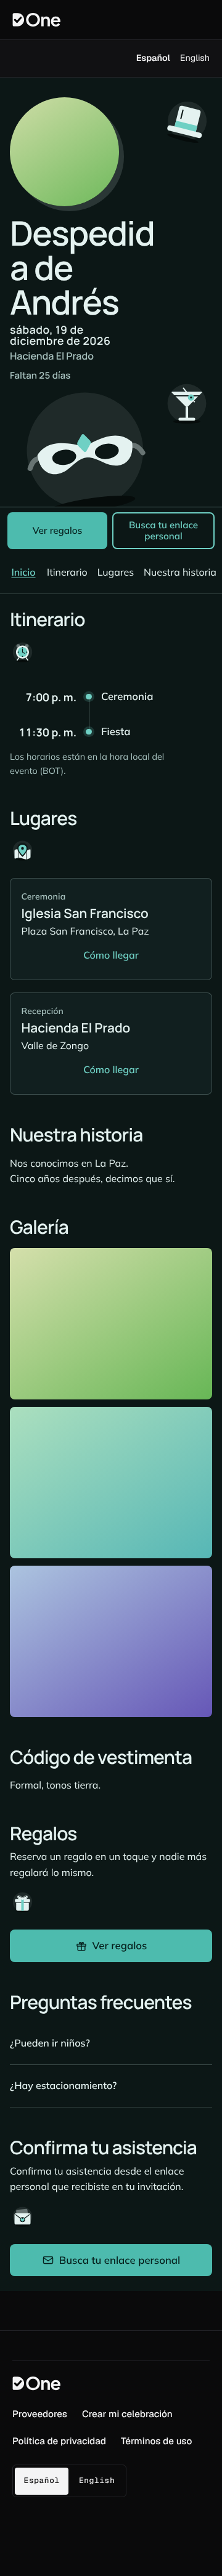 One
Español English
Despedid
a de
Andrés
sábado, 19 de
diciembre de 2026
Hacienda El Prado
Faltan 25 días
Ver regalos
Busca tu enlace
personal
Inicio Itinerario Lugares Nuestra historia
Itinerario
7:00 p. m. Ceremonia
11:30 p. m. Fiesta
Los horarios están en la hora local del
evento (BOT).
Lugares
Ceremonia
Iglesia San Francisco
Plaza San Francisco, La Paz
Cómo llegar
Recepción
Hacienda El Prado
Valle de Zongo
Cómo llegar
Nuestra historia
Nos conocimos en La Paz.
Cinco años después, decimos que sí.
Galería
Código de vestimenta
Formal, tonos tierra.
Regalos
Reserva un regalo en un toque y nadie más
regalará lo mismo.
Ver regalos
Preguntas frecuentes
¿Pueden ir niños?
¿Hay estacionamiento?
Confirma tu asistencia
Confirma tu asistencia desde el enlace
personal que recibiste en tu invitación.
Busca tu enlace personal
One
Proveedores Crear mi celebración
Política de privacidad Términos de uso
Español English